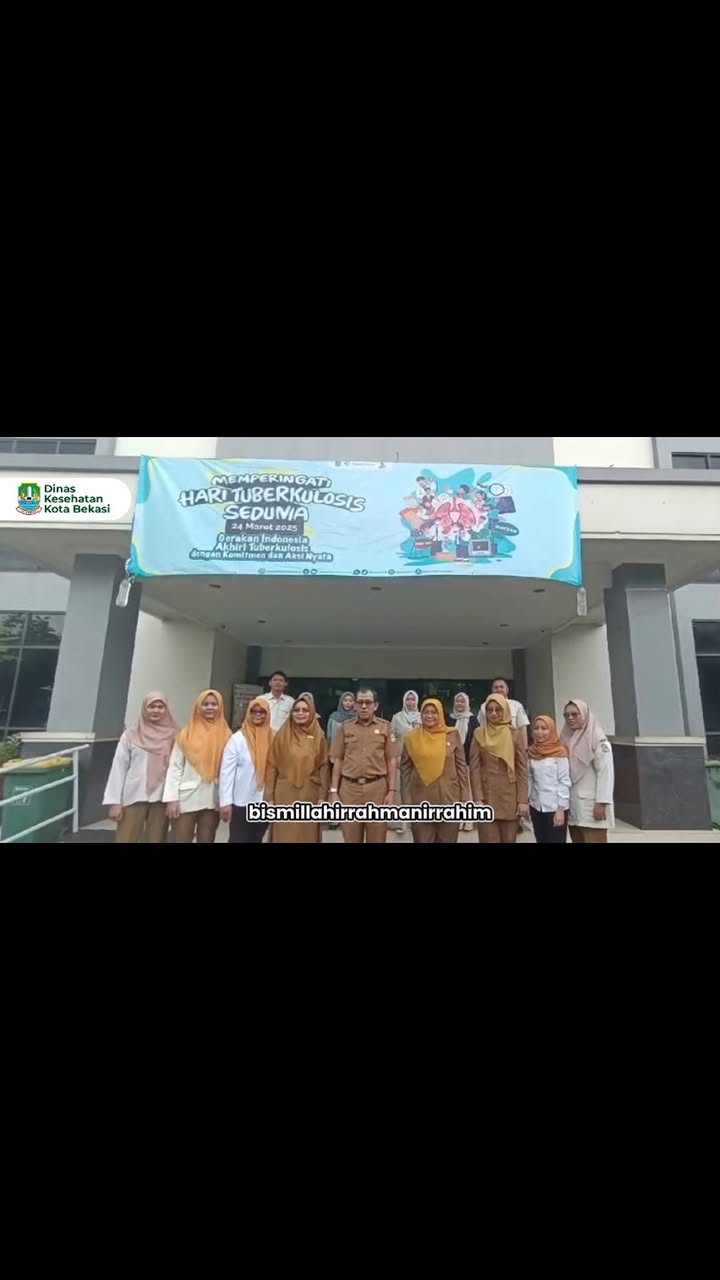 Dinas
Kesehatan
Kota Bekasi
MEMPERINGATI
HARI TUBERKULOSIS
SEDUNIA
24 Maret 2025
Gerakan Indonesia
Akhiri Tuberkulosis
dengan Komitmen dan Aksi Nyata
bismillahirrahmanirrahim